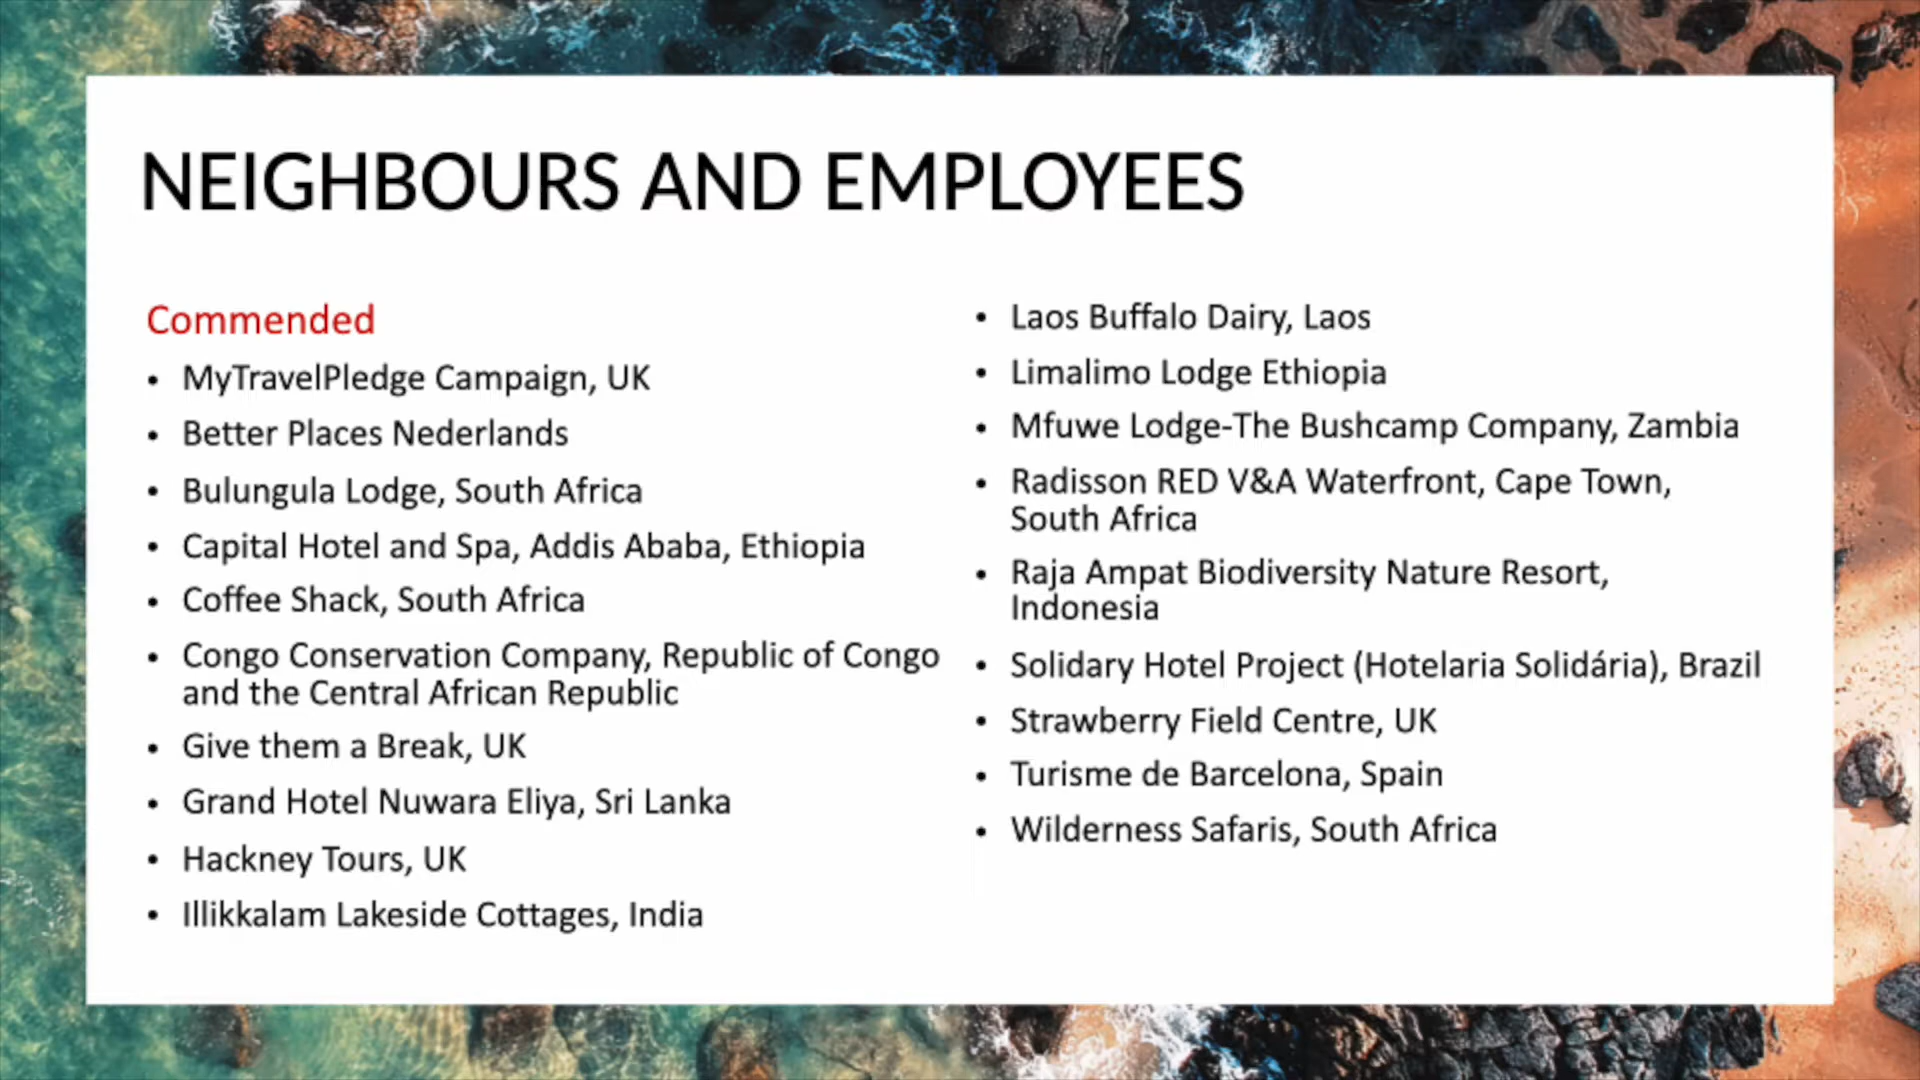 NEIGHBOURS AND EMPLOYEES
Commended
• MyTravelPledge Campaign, UK
• Better Places Nederlands
• Bulungula Lodge, South Africa
• Capital Hotel and Spa, Addis Ababa, Ethiopia
• Coffee Shack, South Africa
• Congo Conservation Company, Republic of Congo
and the Central African Republic
• Give them a Break, UK
• Grand Hotel Nuwara Eliya, Sri Lanka
• Hackney Tours, UK
• Illikkalam Lakeside Cottages, India
• Laos Buffalo Dairy, Laos
• Limalimo Lodge Ethiopia
• Mfuwe Lodge-The Bushcamp Company, Zambia
• Radisson RED V&A Waterfront, Cape Town,
South Africa
• Raja Ampat Biodiversity Nature Resort,
Indonesia
• Solidary Hotel Project (Hotelaria Solidária), Brazil
• Strawberry Field Centre, UK
• Turisme de Barcelona, Spain
• Wilderness Safaris, South Africa